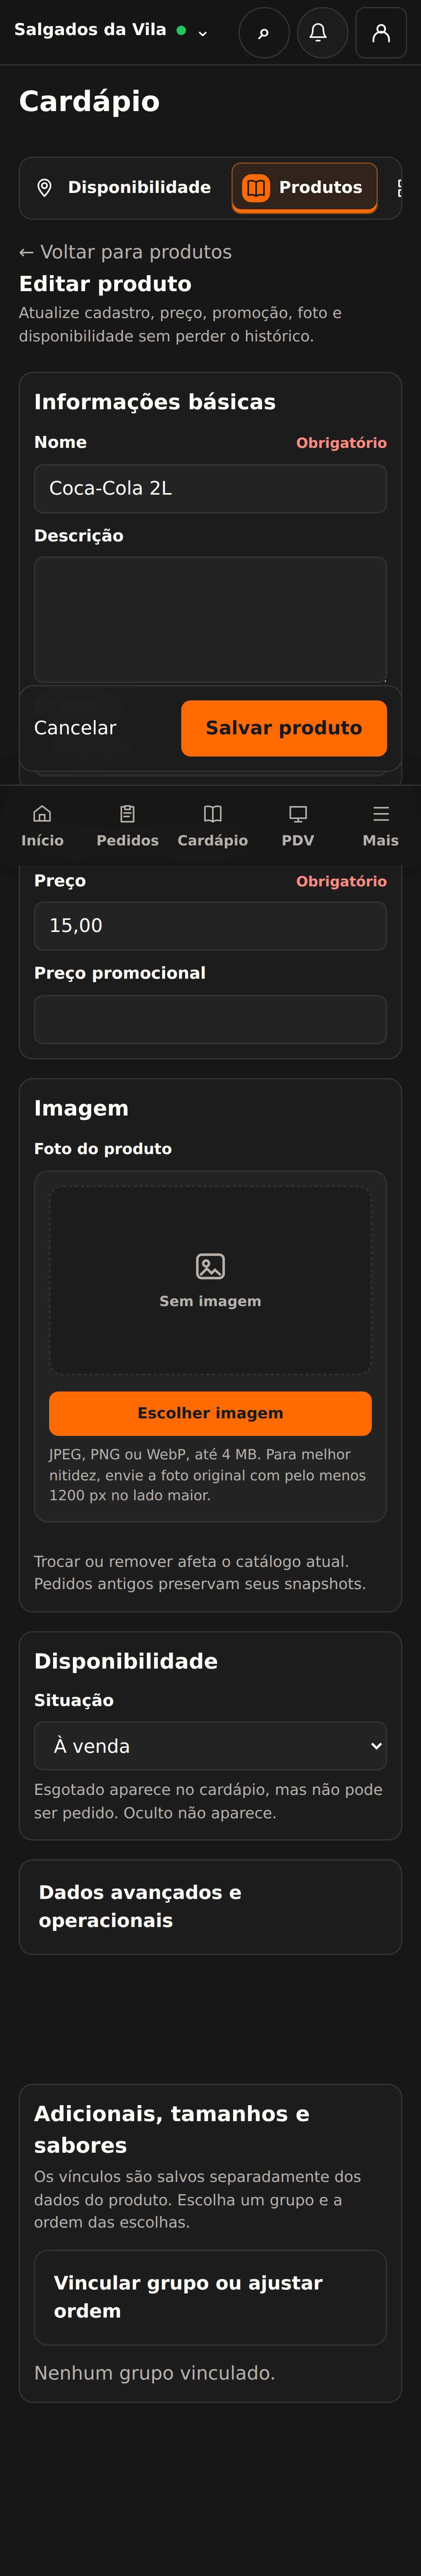 Salgados da Vila
Cardápio
Disponibilidade
Produtos
← Voltar para produtos
Editar produto
Atualize cadastro, preço, promoção, foto e
disponibilidade sem perder o histórico.
Informações básicas
Nome
Obrigatório
Coca-Cola 2L
Descrição
Cancelar
Salvar produto
Início
Pedidos
Cardápio
PDV
Mais
Preço
Obrigatório
15,00
Preço promocional
Imagem
Foto do produto
Sem imagem
Escolher imagem
JPEG, PNG ou WebP, até 4 MB. Para melhor
nitidez, envie a foto original com pelo menos
1200 px no lado maior.
Trocar ou remover afeta o catálogo atual.
Pedidos antigos preservam seus snapshots.
Disponibilidade
Situação
À venda
Esgotado aparece no cardápio, mas não pode
ser pedido. Oculto não aparece.
Dados avançados e
operacionais
Adicionais, tamanhos e
sabores
Os vínculos são salvos separadamente dos
dados do produto. Escolha um grupo e a
ordem das escolhas.
Vincular grupo ou ajustar
ordem
Nenhum grupo vinculado.